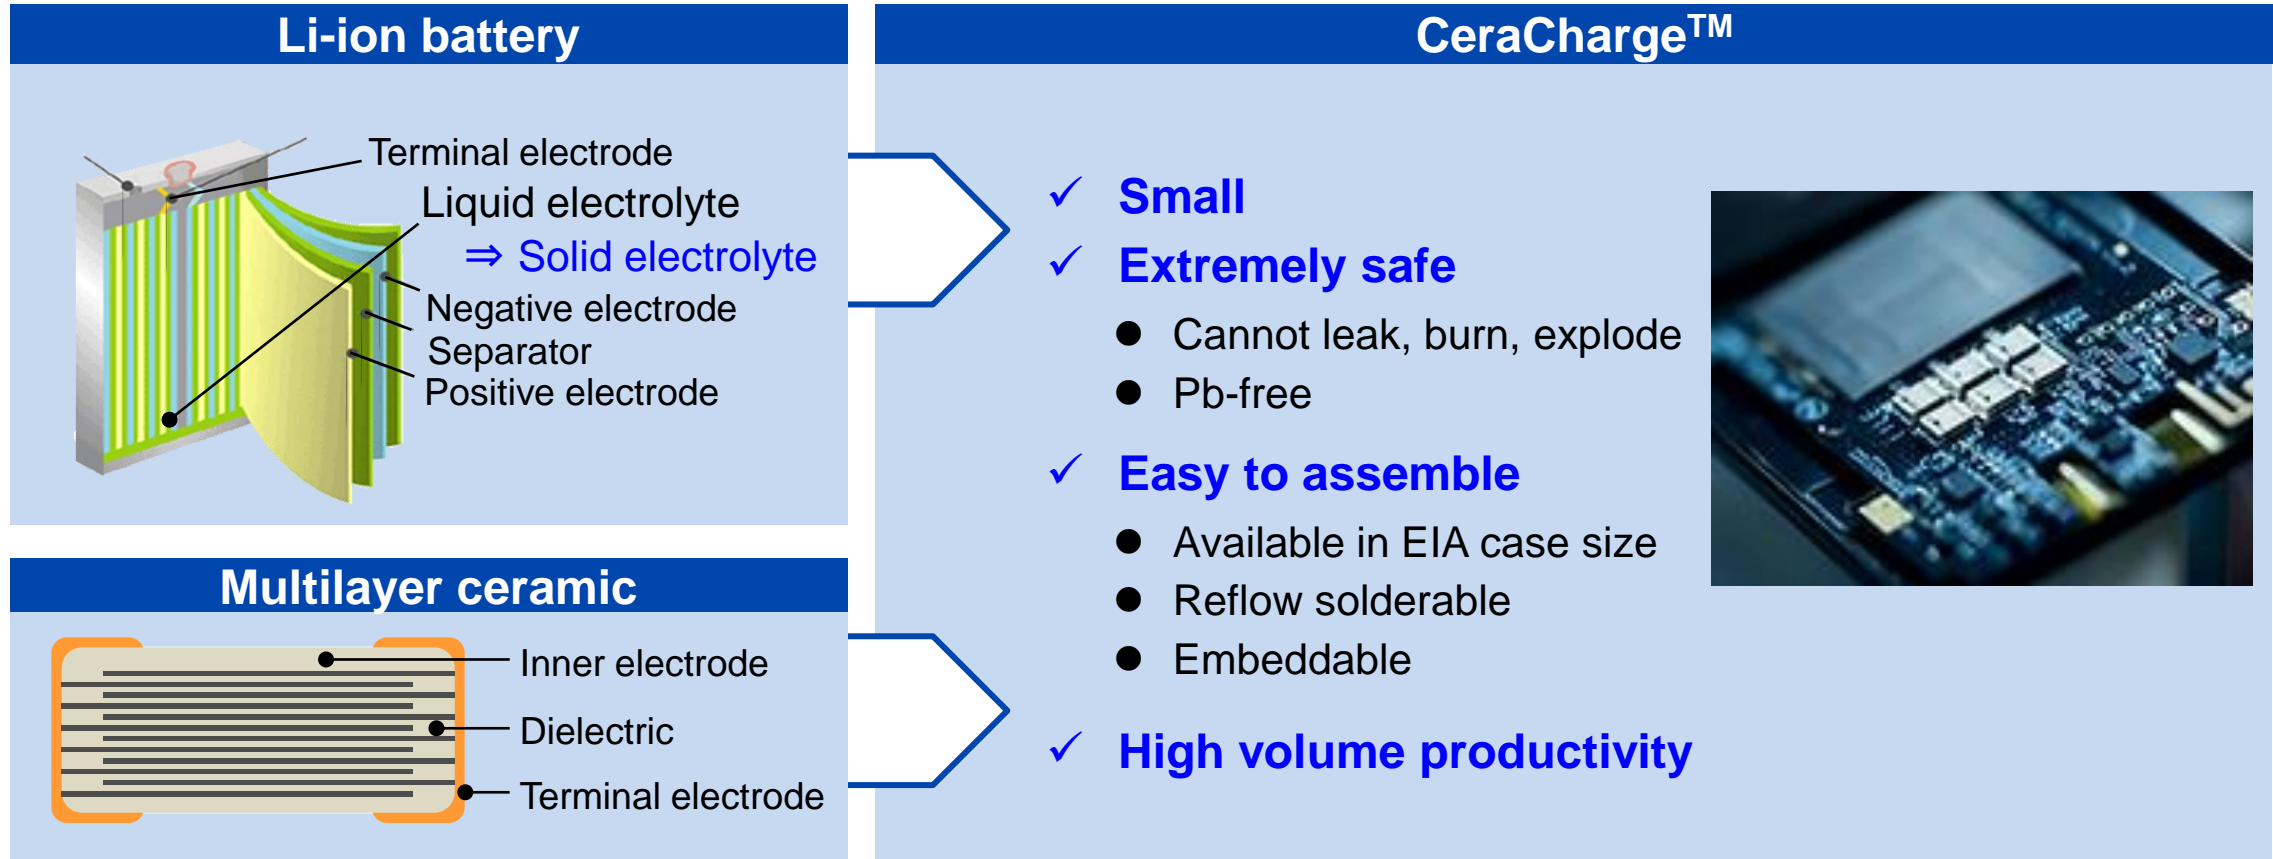 Li-ion battery
Terminal electrode
Liquid electrolyte
⇒ Solid electrolyte
Negative electrode
Separator
Positive electrode
Multilayer ceramic
Inner electrode
Dielectric
Terminal electrode
CeraCharge™
✓ Small
✓ Extremely safe
● Cannot leak, burn, explode
● Pb-free
✓ Easy to assemble
● Available in EIA case size
● Reflow solderable
● Embeddable
✓ High volume productivity